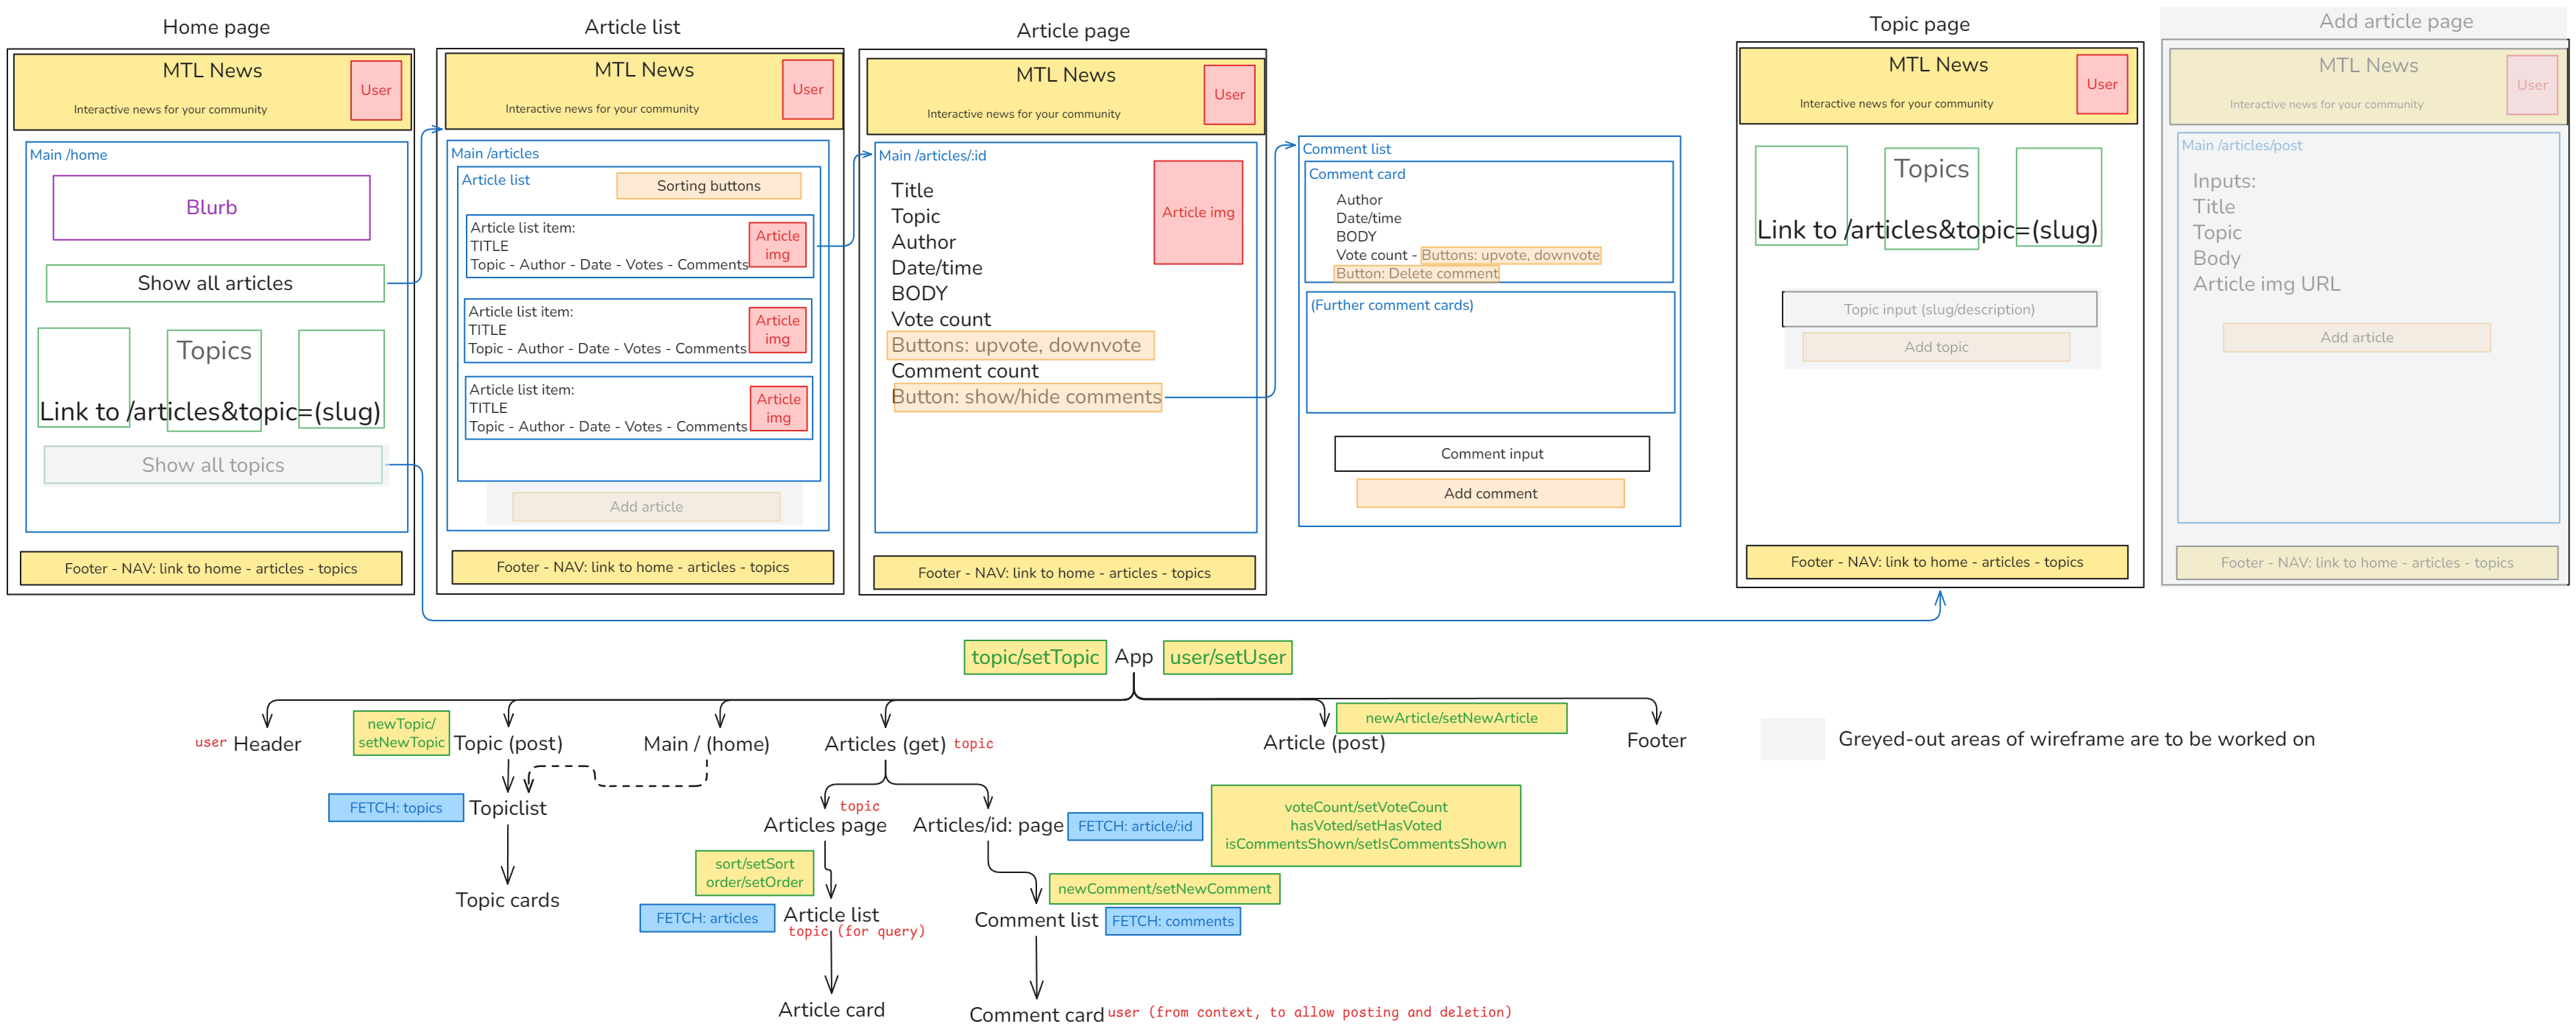 Home page
MTL News
User
Interactive news for your community
Main /home
Blurb
Show all articles
Topics
Link to /articles&topic=(slug)
Show all topics
Footer - NAV: link to home - articles - topics
Article list
MTL News
User
Interactive news for your community
Main /articles
Article list
Sorting buttons
Article list item:
TITLE
Topic - Author - Date - Votes - Comments
Article
img
Article list item:
TITLE
Topic - Author - Date - Votes - Comments
Article
img
Article list item:
TITLE
Topic - Author - Date - Votes - Comments
Article
img
Add article
Footer - NAV: link to home - articles - topics
Article page
MTL News
User
Interactive news for your community
Main /articles/:id
Title
Topic
Author
Date/time
BODY
Vote count
Buttons: upvote, downvote
Comment count
Button: show/hide comments
Article img
Footer - NAV: link to home - articles - topics
Comment list
Comment card
Author
Date/time
BODY
Vote count - Buttons: upvote, downvote
Button: Delete comment
(Further comment cards)
Comment input
Add comment
Topic page
MTL News
User
Interactive news for your community
Topics
Link to /articles&topic=(slug)
Topic input (slug/description)
Add topic
Footer - NAV: link to home - articles - topics
Add article page
MTL News
User
Interactive news for your community
Main /articles/post
Inputs:
Title
Topic
Body
Article img URL
Add article
Footer - NAV: link to home - articles - topics
topic/setTopic
App
user/setUser
user Header
newTopic/
setNewTopic
Topic (post)
Main / (home)
Articles (get) topic
newArticle/setNewArticle
Article (post)
Footer
Greyed-out areas of wireframe are to be worked on
FETCH: topics
Topiclist
Topic cards
topic
Articles page
Articles/id: page
FETCH: article/:id
voteCount/setVoteCount
hasVoted/setHasVoted
isCommentsShown/setIsCommentsShown
sort/setSort
order/setOrder
FETCH: articles
Article list
topic (for query)
Article card
newComment/setNewComment
Comment list
FETCH: comments
Comment card user (from context, to allow posting and deletion)